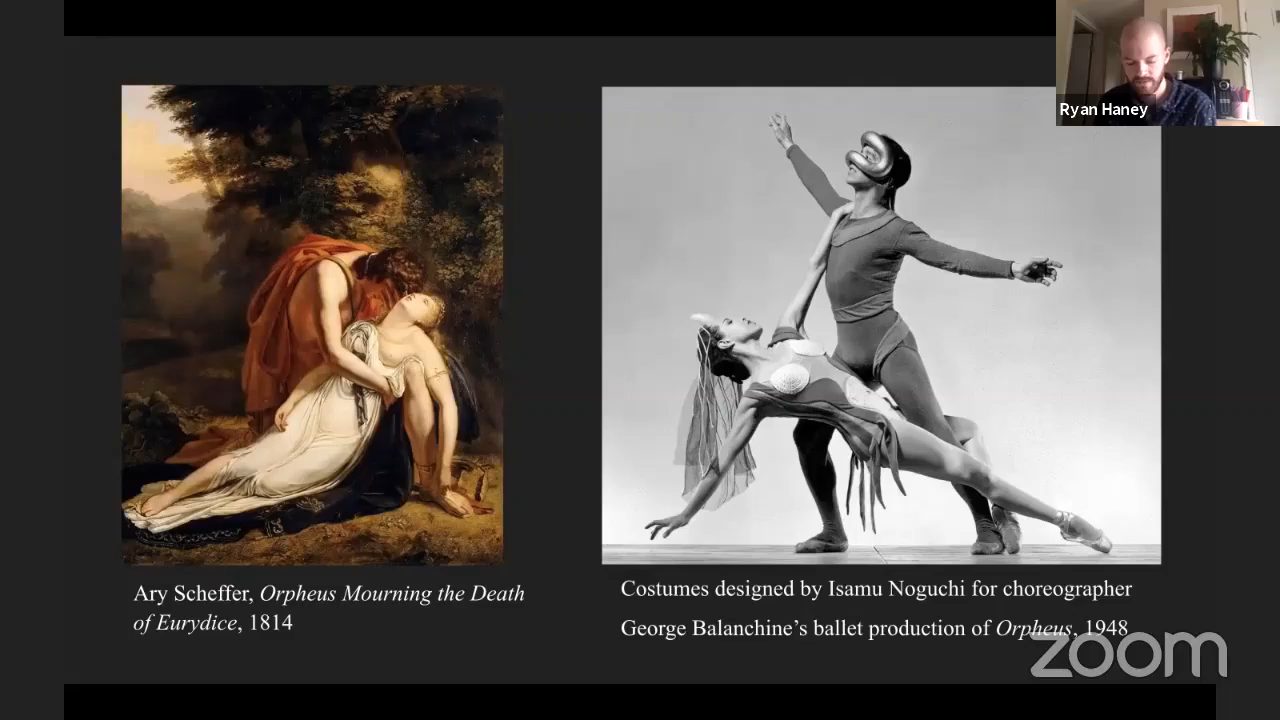 Ryan Haney
Ary Scheffer, Orpheus Mourning the Death
of Eurydice, 1814
Costumes designed by Isamu Noguchi for choreographer
George Balanchine’s ballet production of Orpheus, 1948
zoom